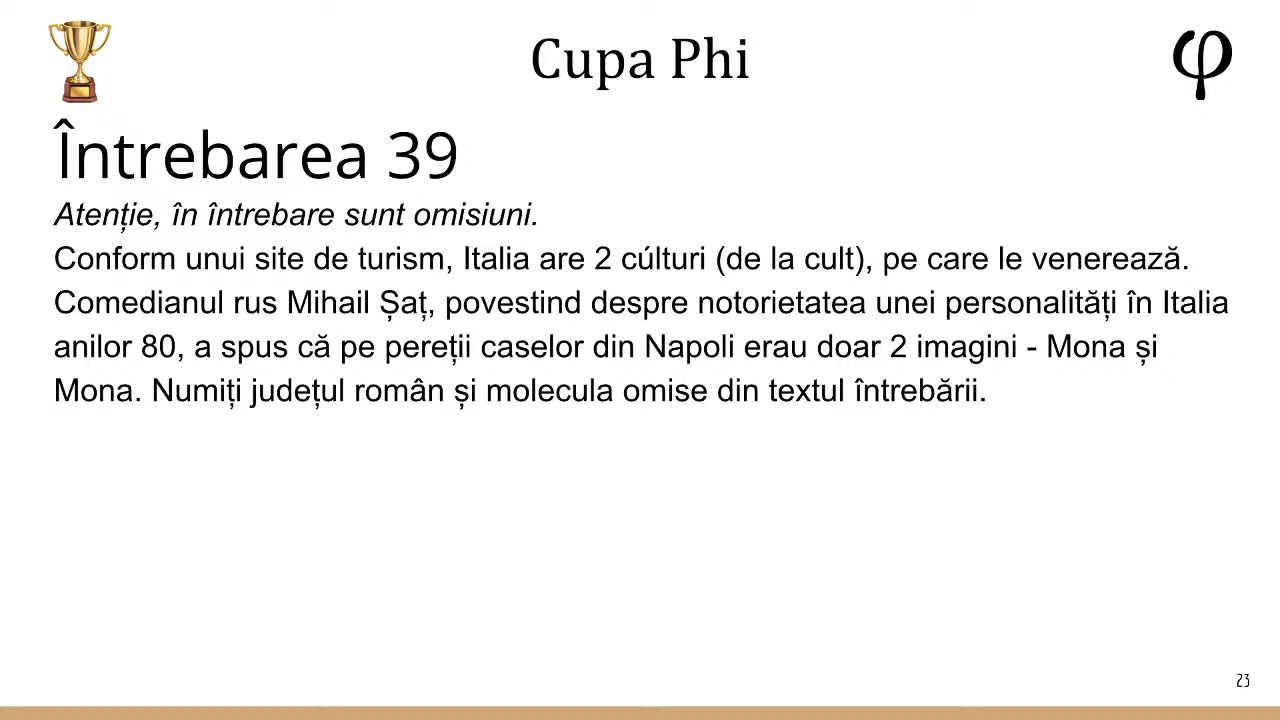 Cupa Phi
φ
Întrebarea 39
Atenție, în întrebare sunt omisiuni.
Conform unui site de turism, Italia are 2 cúlturi (de la cult), pe care le venerează.
Comedianul rus Mihail Șaț, povestind despre notorietatea unei personalități în Italia
anilor 80, a spus că pe pereții caselor din Napoli erau doar 2 imagini - Mona și
Mona. Numiți județul român și molecula omise din textul întrebării.
23